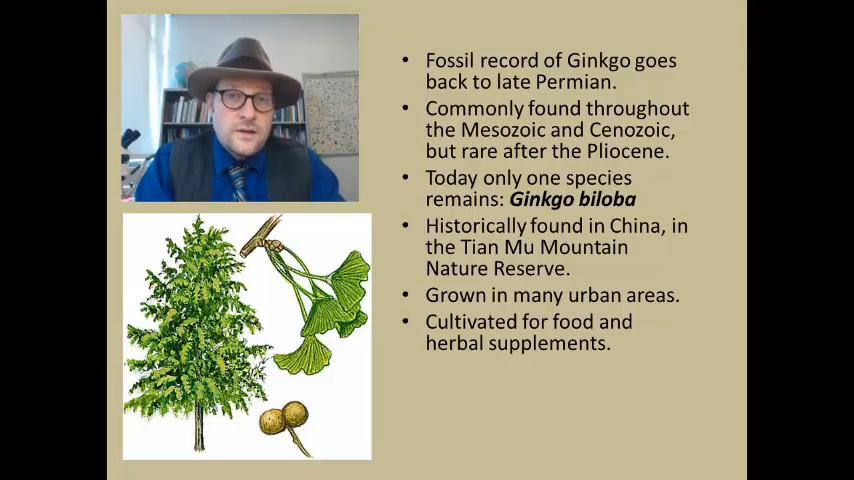 • Fossil record of Ginkgo goes
back to late Permian.
• Commonly found throughout
the Mesozoic and Cenozoic,
but rare after the Pliocene.
• Today only one species
remains: Ginkgo biloba
• Historically found in China, in
the Tian Mu Mountain
Nature Reserve.
• Grown in many urban areas.
• Cultivated for food and
herbal supplements.